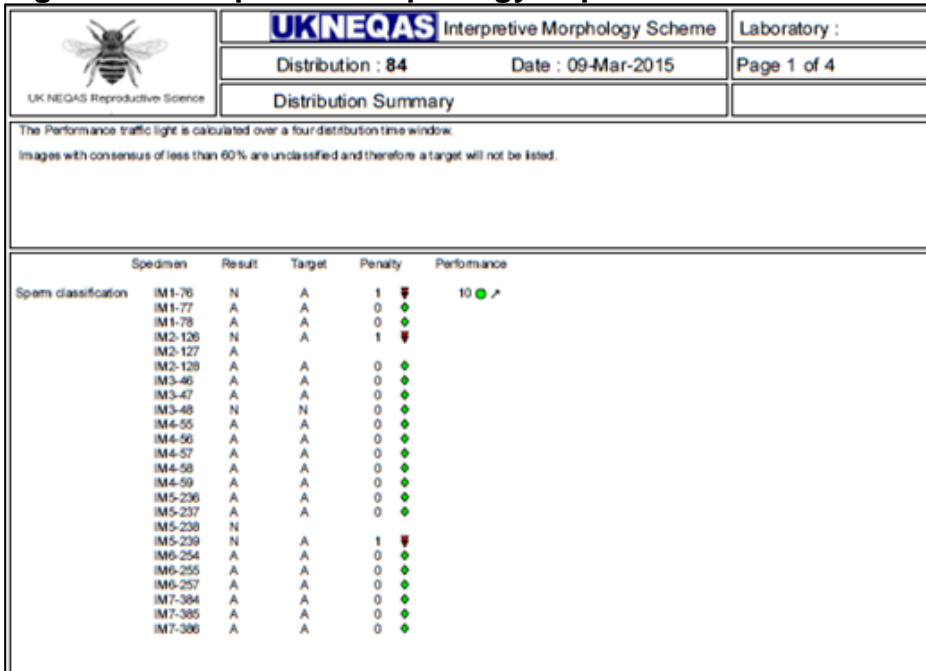 UKNEQAS Interpretive Morphology Scheme Laboratory :
Distribution : 84 Date : 09-Mar-2015 Page 1 of 4
UK NEQAS Reproductive Science Distribution Summary
The Performance traffic light is calculated over a four distribution time window.
Images with consensus of less than 60% are unclassified and therefore a target will not be listed.
Specimen Result Target Penalty Performance
Sperm classification IM1-76 N A 1 10
IM1-77 A A 0
IM1-78 A A 0
IM2-126 N A 1
IM2-127 A
IM2-128 A A 0
IM3-46 A A 0
IM3-47 A A 0
IM3-48 N N 0
IM4-55 A A 0
IM4-56 A A 0
IM4-57 A A 0
IM4-58 A A 0
IM4-59 A A 0
IM5-236 A A 0
IM5-237 A A 0
IM5-238 N
IM5-239 N A 1
IM6-254 A A 0
IM6-255 A A 0
IM6-257 A A 0
IM7-384 A A 0
IM7-385 A A 0
IM7-386 A A 0